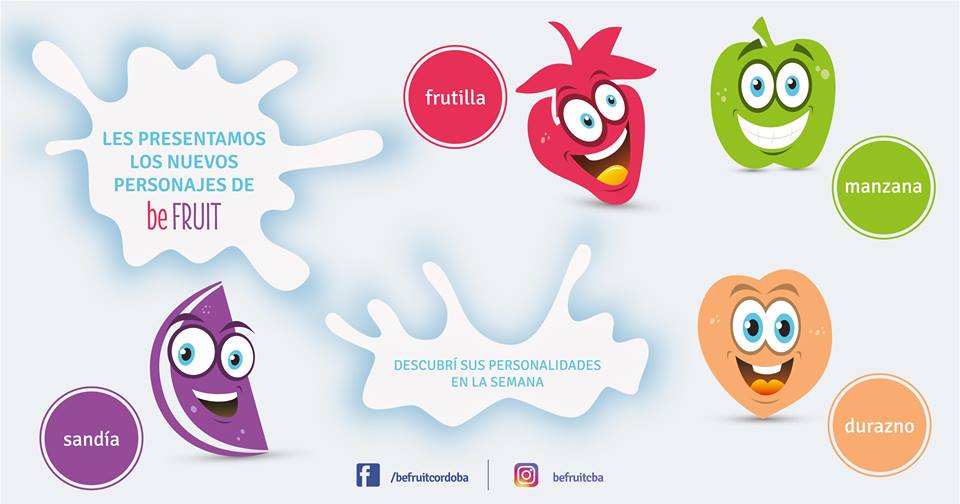 LES PRESENTAMOS
LOS NUEVOS
PERSONAJES DE
be FRUIT
frutilla
manzana
DESCUBRÍ SUS PERSONALIDADES
EN LA SEMANA
sandía
durazno
/befruitcordoba
befruitcba